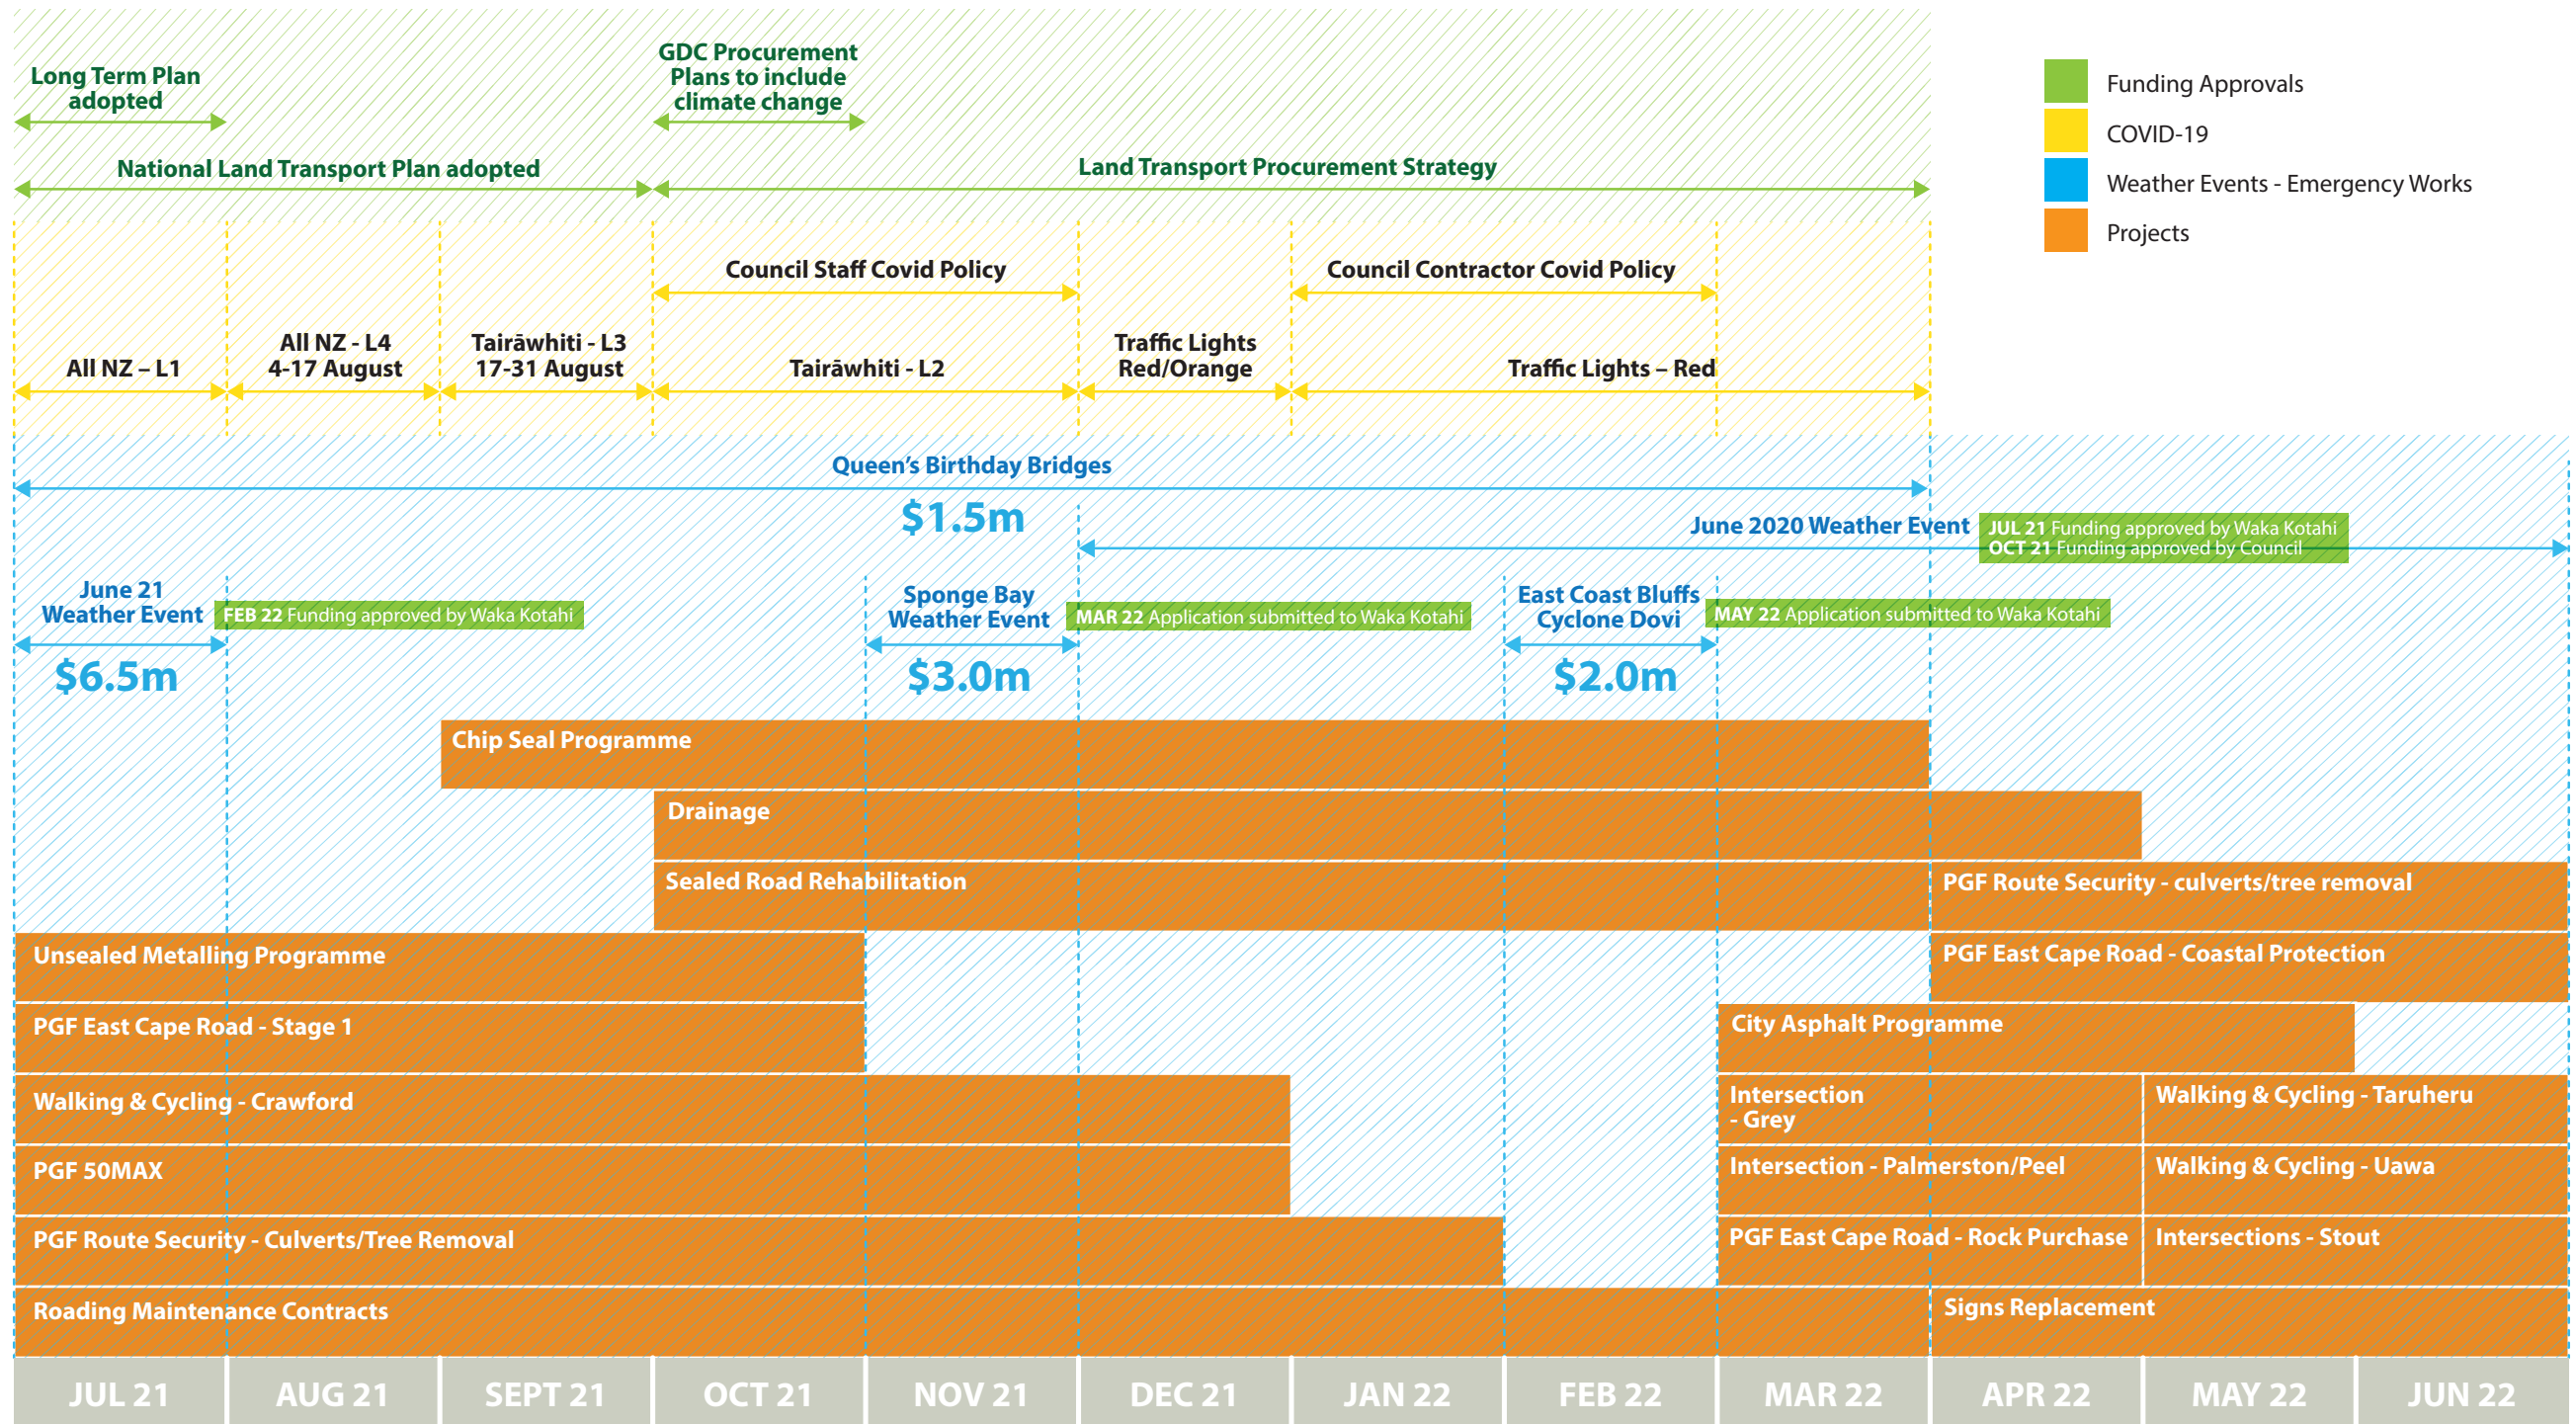 Long Term Plan
adopted
GDC Procurement
Plans to include
climate change
National Land Transport Plan adopted
Land Transport Procurement Strategy
Funding Approvals
COVID-19
Weather Events - Emergency Works
Projects
Council Staff Covid Policy
Council Contractor Covid Policy
All NZ – L1
All NZ - L4
4-17 August
Tairāwhiti - L3
17-31 August
Tairāwhiti - L2
Traffic Lights
Red/Orange
Traffic Lights – Red
Queen’s Birthday Bridges
$1.5m
June 2020 Weather Event
JUL 21 Funding approved by Waka Kotahi
OCT 21 Funding approved by Council
June 21
Weather Event
FEB 22 Funding approved by Waka Kotahi
$6.5m
Sponge Bay
Weather Event
MAR 22 Application submitted to Waka Kotahi
$3.0m
East Coast Bluffs
Cyclone Dovi
MAY 22 Application submitted to Waka Kotahi
$2.0m
Chip Seal Programme
Drainage
Sealed Road Rehabilitation
PGF Route Security - culverts/tree removal
Unsealed Metalling Programme
PGF East Cape Road - Coastal Protection
PGF East Cape Road - Stage 1
City Asphalt Programme
Walking & Cycling - Crawford
Intersection
- Grey
Walking & Cycling - Taruheru
PGF 50MAX
Intersection - Palmerston/Peel
Walking & Cycling - Uawa
PGF Route Security - Culverts/Tree Removal
PGF East Cape Road - Rock Purchase
Intersections - Stout
Roading Maintenance Contracts
Signs Replacement
JUL 21
AUG 21
SEPT 21
OCT 21
NOV 21
DEC 21
JAN 22
FEB 22
MAR 22
APR 22
MAY 22
JUN 22